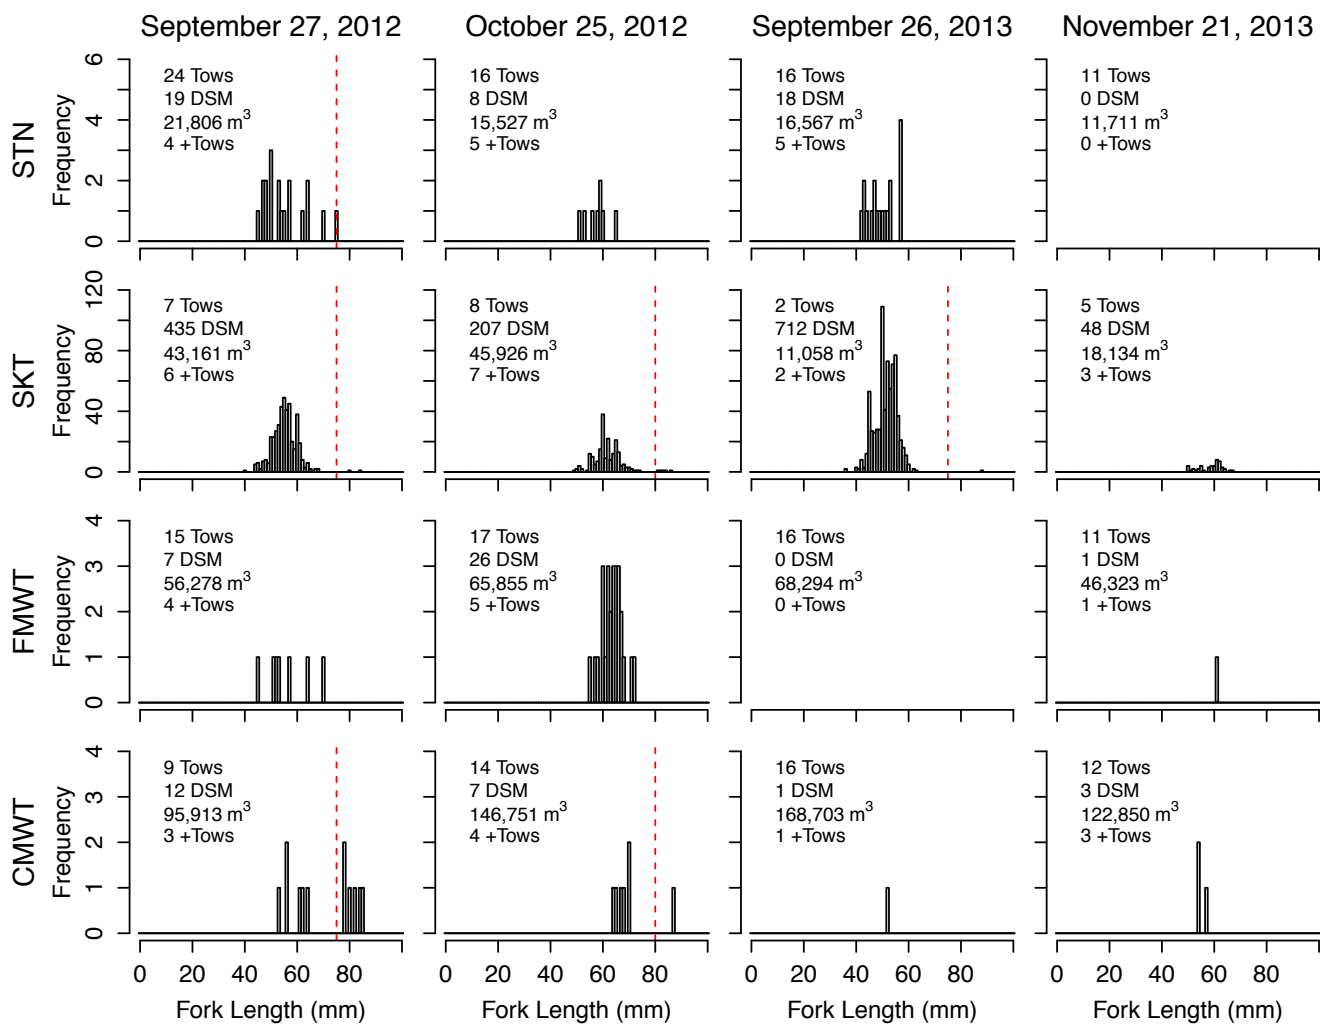 September 27, 2012
October 25, 2012
September 26, 2013
November 21, 2013
STN
Frequency
0 2 4 6
24 Tows
19 DSM
21,806 m³
4 +Tows
16 Tows
8 DSM
15,527 m³
5 +Tows
16 Tows
18 DSM
16,567 m³
5 +Tows
11 Tows
0 DSM
11,711 m³
0 +Tows
SKT
Frequency
0 40 80 120
7 Tows
435 DSM
43,161 m³
6 +Tows
8 Tows
207 DSM
45,926 m³
7 +Tows
2 Tows
712 DSM
11,058 m³
2 +Tows
5 Tows
48 DSM
18,134 m³
3 +Tows
FMWT
Frequency
0 1 2 3 4
15 Tows
7 DSM
56,278 m³
4 +Tows
17 Tows
26 DSM
65,855 m³
5 +Tows
16 Tows
0 DSM
68,294 m³
0 +Tows
11 Tows
1 DSM
46,323 m³
1 +Tows
CMWT
Frequency
0 1 2 3 4
9 Tows
12 DSM
95,913 m³
3 +Tows
14 Tows
7 DSM
146,751 m³
4 +Tows
16 Tows
1 DSM
168,703 m³
1 +Tows
12 Tows
3 DSM
122,850 m³
3 +Tows
0 20 40 60 80
0 20 40 60 80
0 20 40 60 80
0 20 40 60 80
Fork Length (mm)
Fork Length (mm)
Fork Length (mm)
Fork Length (mm)